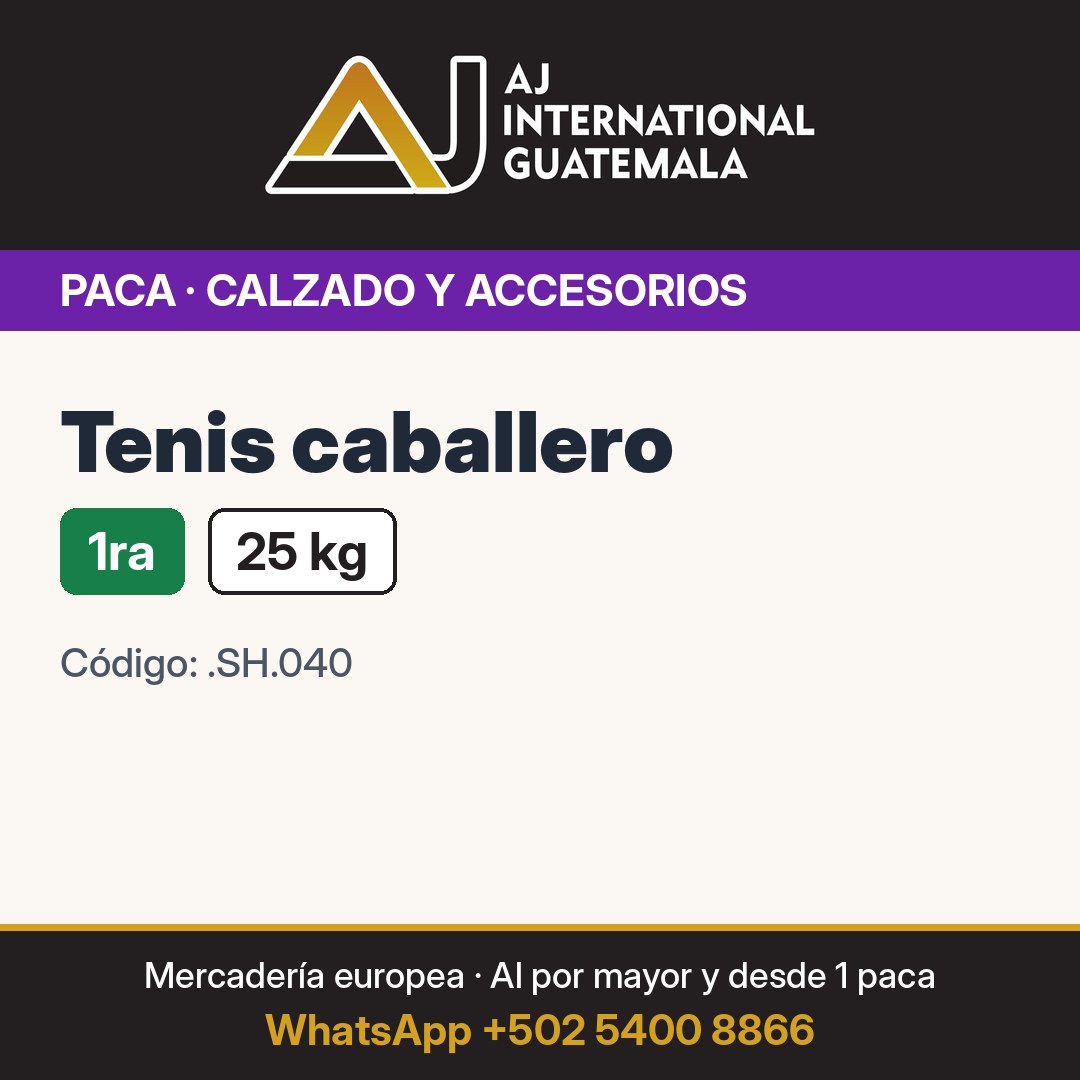 AJ
INTERNATIONAL
GUATEMALA
PACA · CALZADO Y ACCESORIOS
Tenis caballero
1ra
25 kg
Código: .SH.040
Mercadería europea · Al por mayor y desde 1 paca
WhatsApp +502 5400 8866